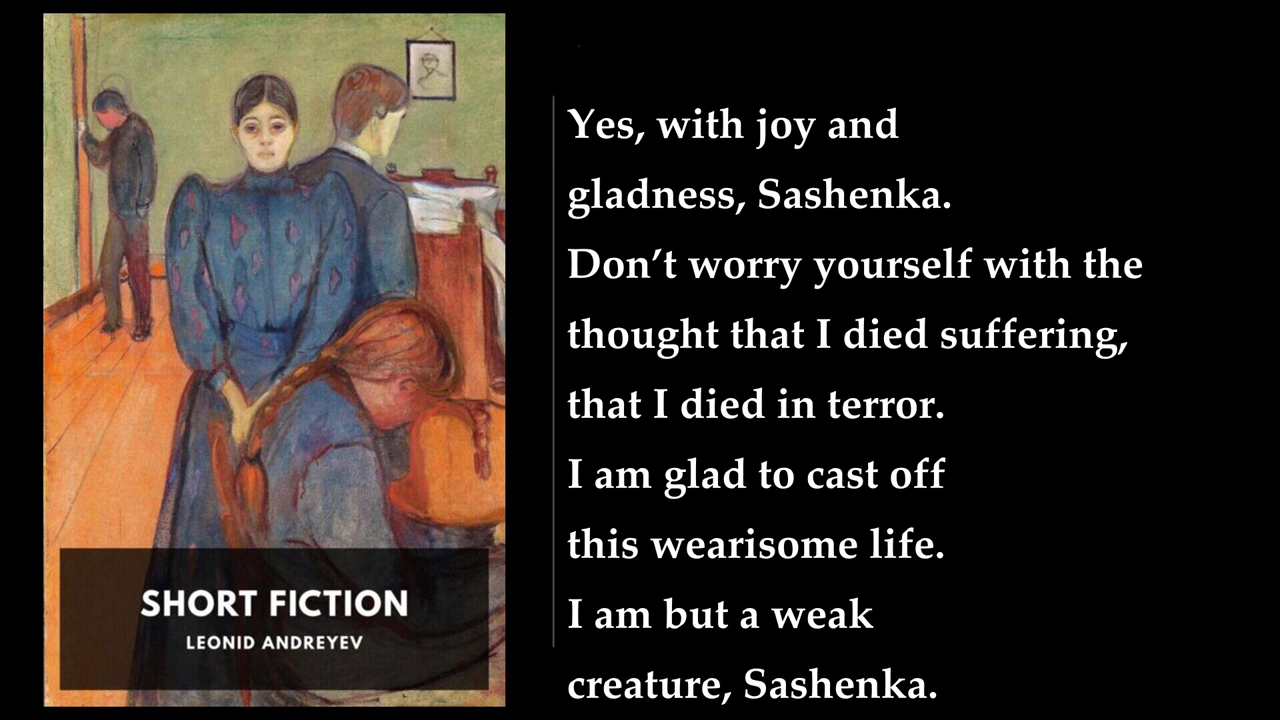 SHORT FICTION
LEONID ANDREYEV
Yes, with joy and
gladness, Sashenka.
Don’t worry yourself with the
thought that I died suffering,
that I died in terror.
I am glad to cast off
this wearisome life.
I am but a weak
creature, Sashenka.